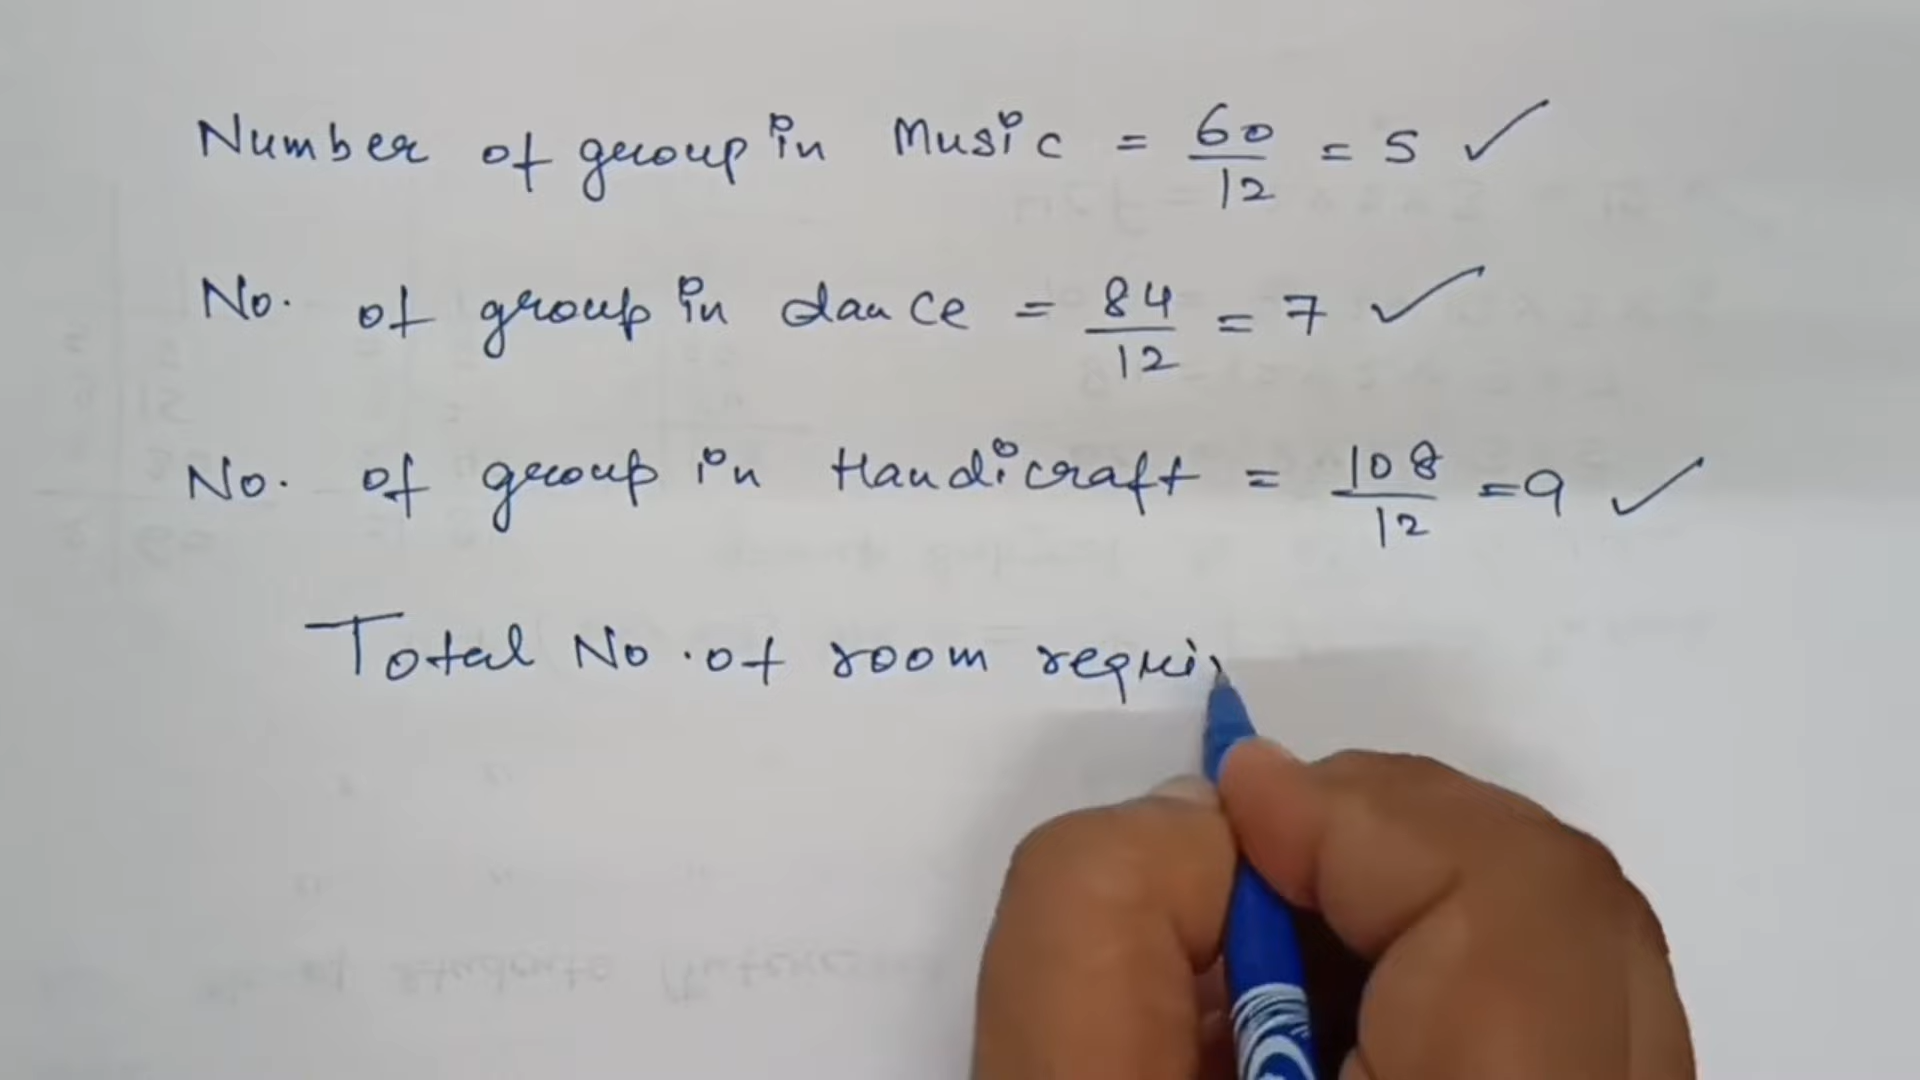 Number of group in Music = 60/12 = 5 ✓
No. of group in dance = 84/12 = 7 ✓
No. of group in Handicraft = 108/12 = 9 ✓
Total No. of room requi